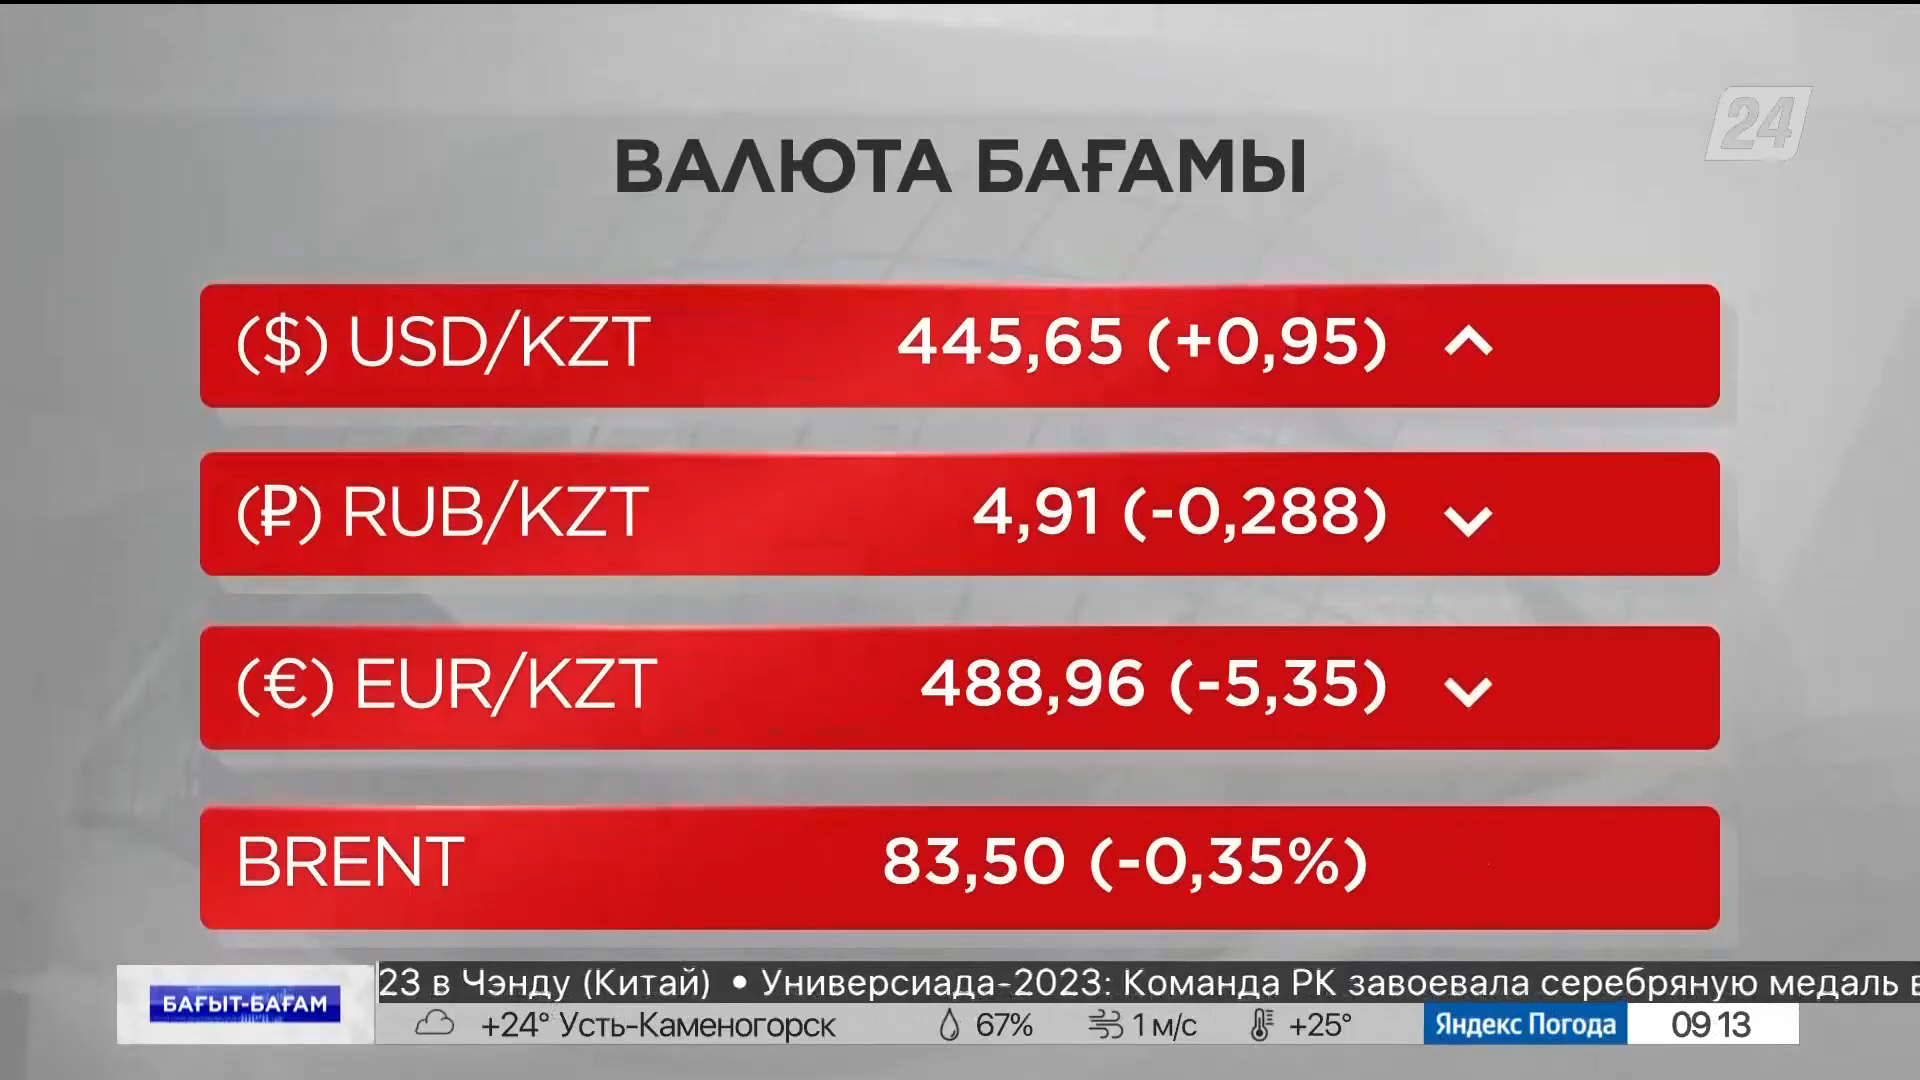 24
ВАЛЮТА БАҒАМЫ
($) USD/KZT 445,65 (+0,95)
(₽) RUB/KZT 4,91 (-0,288)
(€) EUR/KZT 488,96 (-5,35)
BRENT 83,50 (-0,35%)
23 в Чэнду (Китай) • Универсиада-2023: Команда РК завоевала серебряную медаль в
БАҒЫТ-БАҒАМ
+24° Усть-Каменогорск 67% 1 м/с +25° Яндекс Погода 09 13